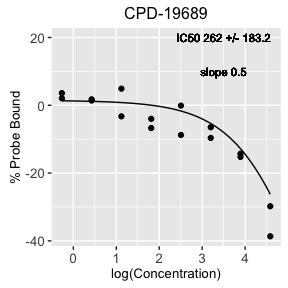 CPD-19689
IC50 262 +/- 183.2
slope 0.5
20
0
-20
-40
% Probe Bound
0 1 2 3 4
log(Concentration)